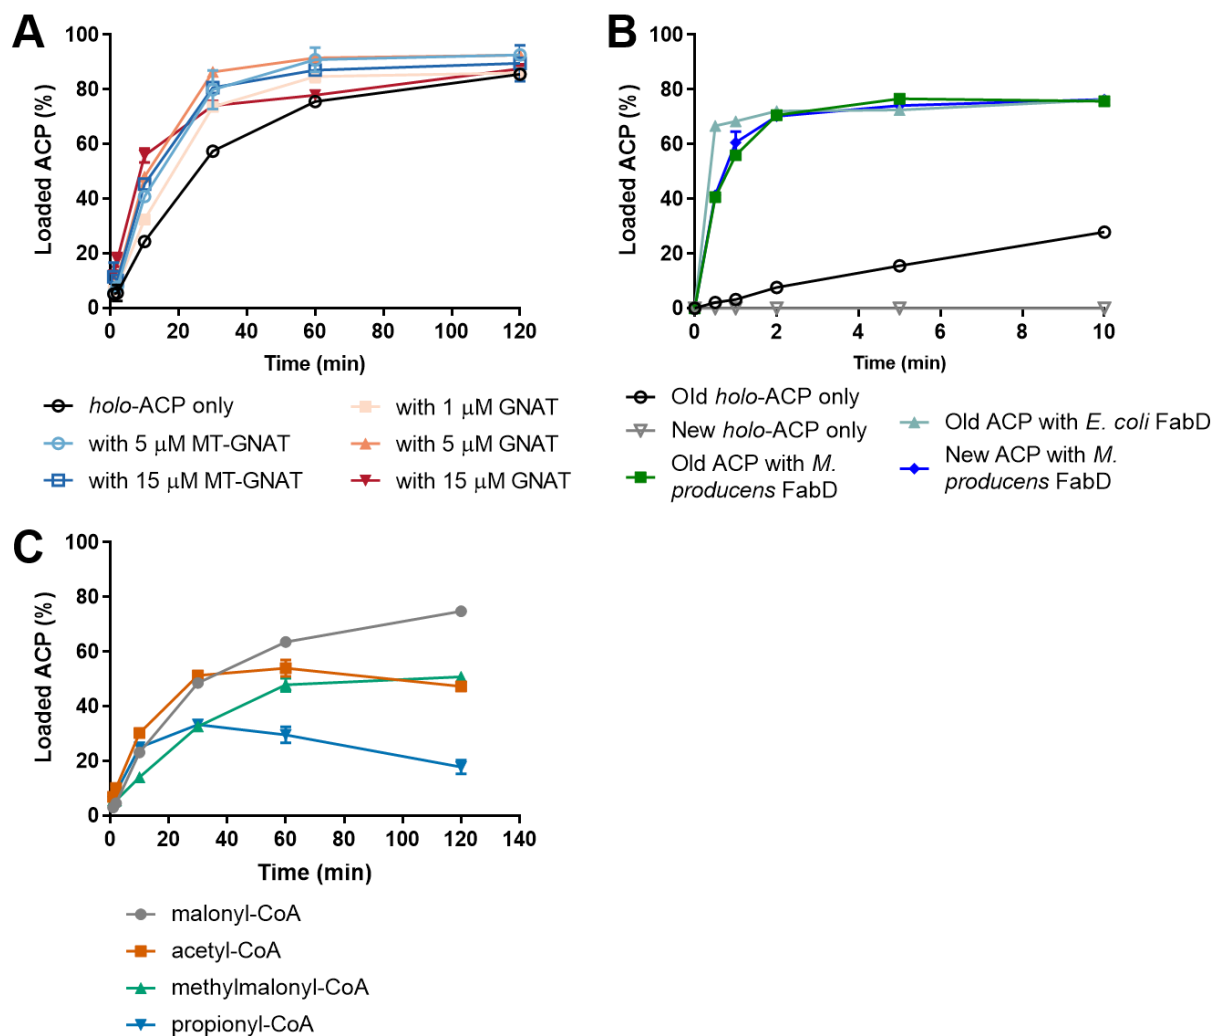 A
100
80
60
40
20
0
Loaded ACP (%)
0 20 40 60 80 100 120
Time (min)
holo-ACP only
with 5 μM MT-GNAT
with 15 μM MT-GNAT
with 1 μM GNAT
with 5 μM GNAT
with 15 μM GNAT
B
100
80
60
40
20
0
Loaded ACP (%)
0 2 4 6 8 10
Time (min)
Old holo-ACP only
New holo-ACP only
Old ACP with M.
producens FabD
Old ACP with E. coli FabD
New ACP with M.
producens FabD
C
100
80
60
40
20
0
Loaded ACP (%)
0 20 40 60 80 100 120 140
Time (min)
malonyl-CoA
acetyl-CoA
methylmalonyl-CoA
propionyl-CoA